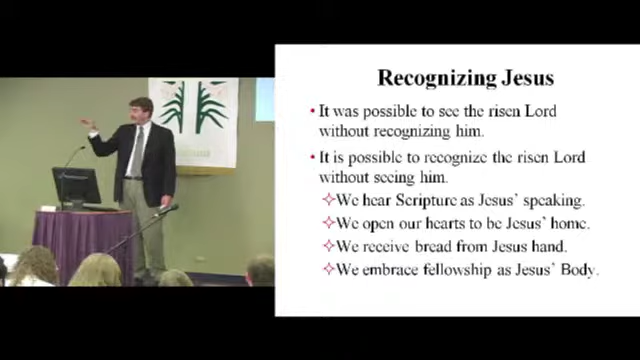 Recognizing Jesus
• It was possible to see the risen Lord
without recognizing him.
• It is possible to recognize the risen Lord
without seeing him.
✧We hear Scripture as Jesus’ speaking.
✧We open our hearts to be Jesus’ home.
✧We receive bread from Jesus hand.
✧We embrace fellowship as Jesus’ Body.